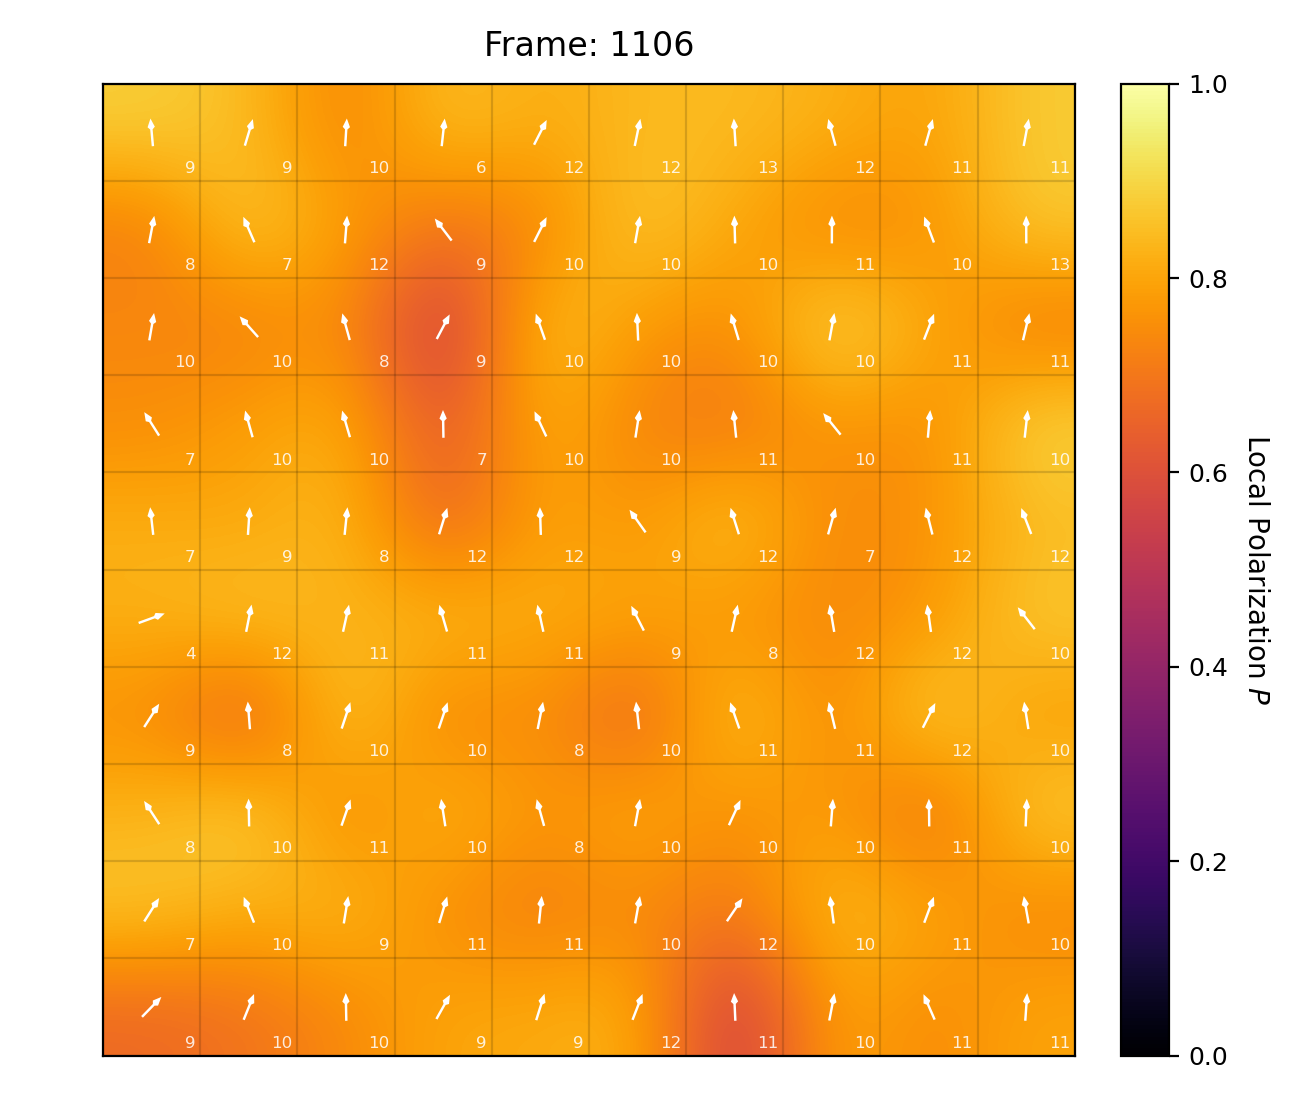 Frame: 1106
9 9 10 6 12 12 13 12 11 11
8 7 12 9 10 10 10 11 10 13
10 10 8 9 10 10 10 10 11 11
7 10 10 7 10 10 11 10 11 10
7 9 8 12 12 9 12 7 12 12
4 12 11 11 11 9 8 12 12 10
9 8 10 10 8 10 11 11 12 10
8 10 11 10 8 10 10 10 11 10
7 10 9 11 11 10 12 10 11 10
9 10 10 9 9 12 11 10 11 11
1.0
0.8
0.6
0.4
0.2
0.0
Local Polarization P